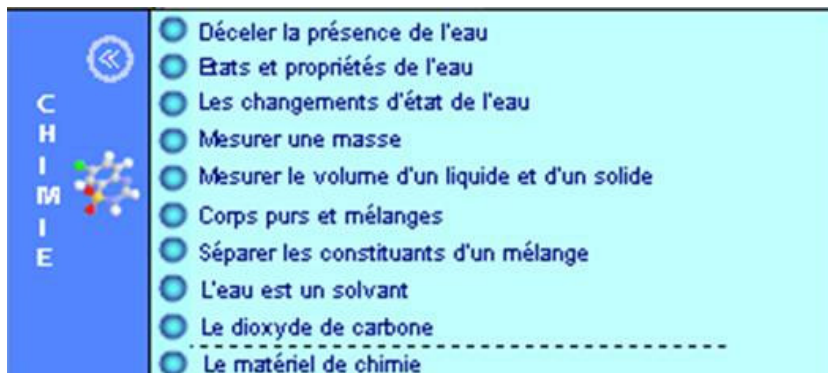 CHIMIE
Déceler la présence de l'eau
Etats et propriétés de l'eau
Les changements d'état de l'eau
Mesurer une masse
Mesurer le volume d'un liquide et d'un solide
Corps purs et mélanges
Séparer les constituants d'un mélange
L'eau est un solvant
Le dioxyde de carbone
Le matériel de chimie